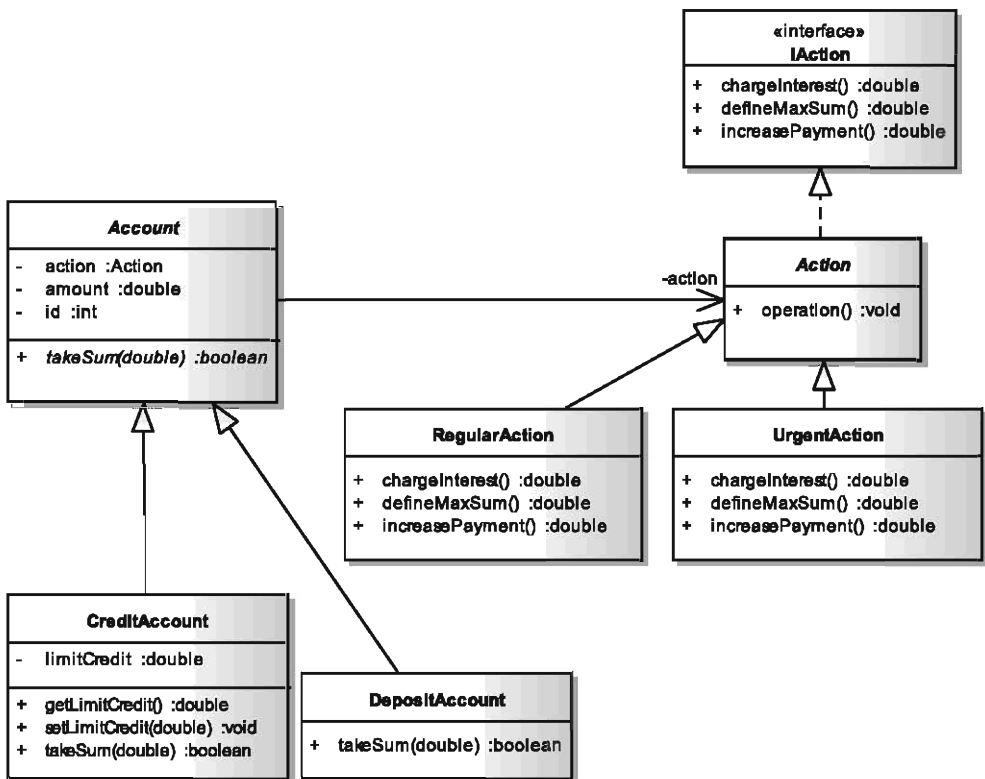 «interface»
IAction
+ chargeInterest() :double
+ defineMaxSum() :double
+ increasePayment() :double
Account
- action :Action
- amount :double
- id :int
+ takeSum(double) :boolean
-action
Action
+ operation() :void
RegularAction
+ chargeInterest() :double
+ defineMaxSum() :double
+ increasePayment() :double
UrgentAction
+ chargeInterest() :double
+ defineMaxSum() :double
+ increasePayment() :double
CreditAccount
- limitCredit :double
+ getLimitCredit() :double
+ setLimitCredit(double) :void
+ takeSum(double) :boolean
DepositAccount
+ takeSum(double) :boolean